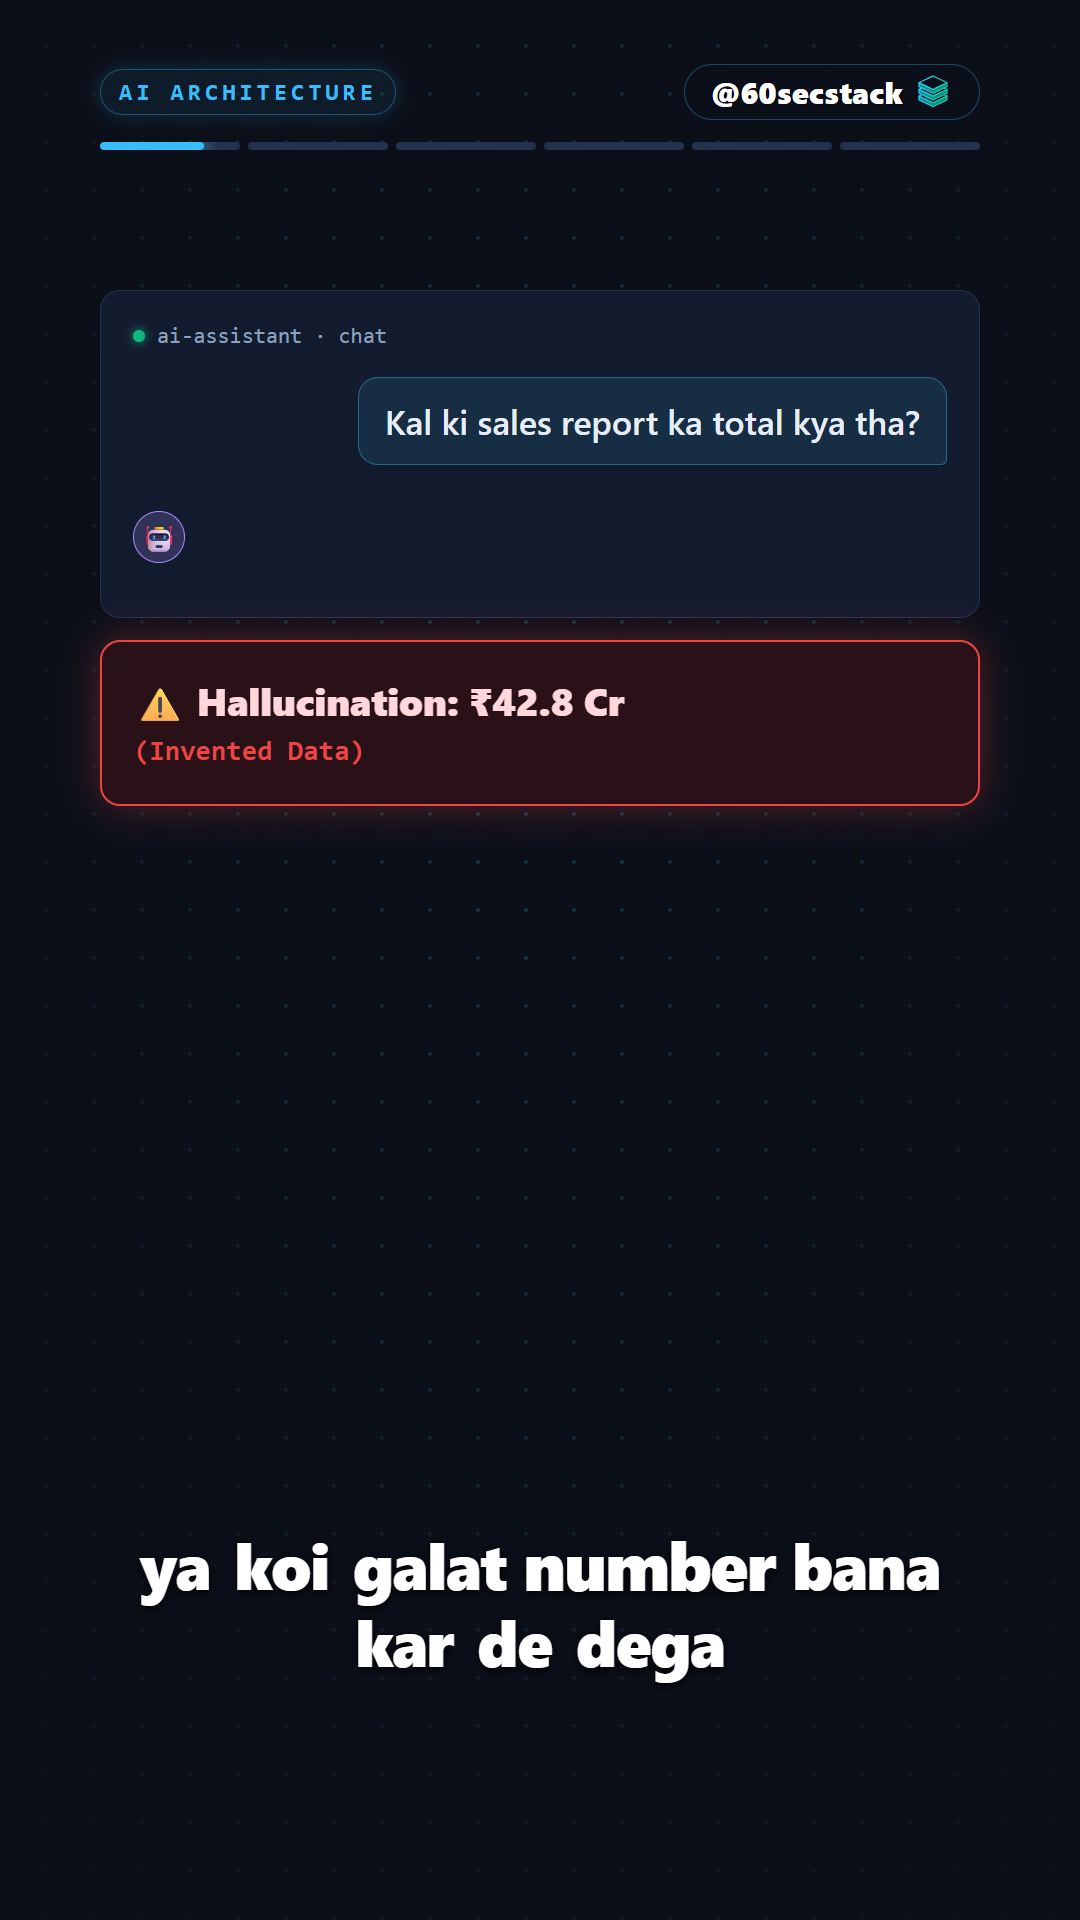 AI ARCHITECTURE
@60secstack
ai-assistant · chat
Kal ki sales report ka total kya tha?
⚠️ Hallucination: ₹42.8 Cr
(Invented Data)
ya koi galat number bana
kar de dega